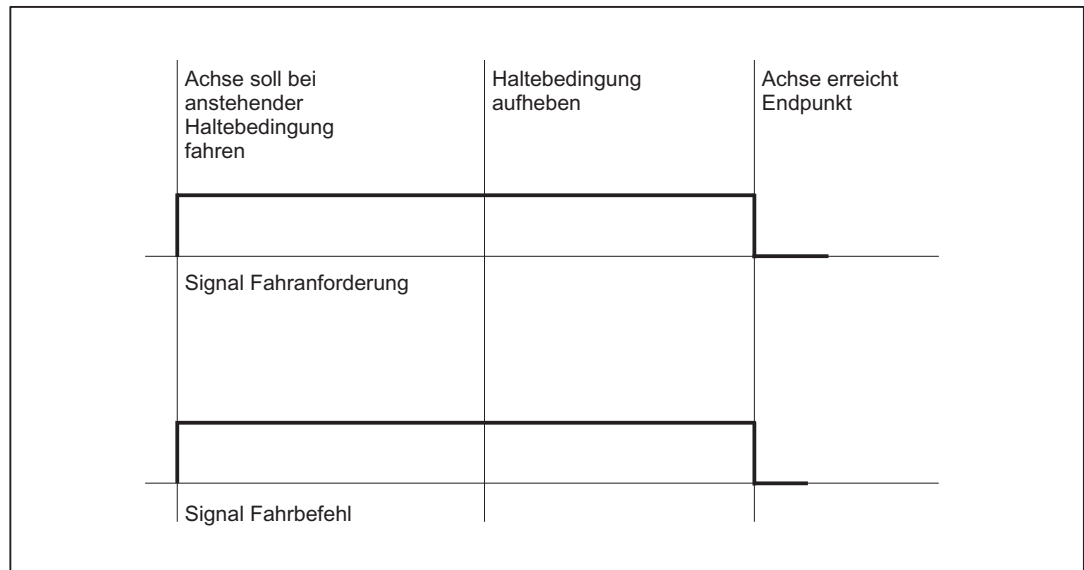 Achse soll bei
anstehender
Haltebedingung
fahren
Haltebedingung
aufheben
Achse erreicht
Endpunkt
Signal Fahranforderung
Signal Fahrbefehl